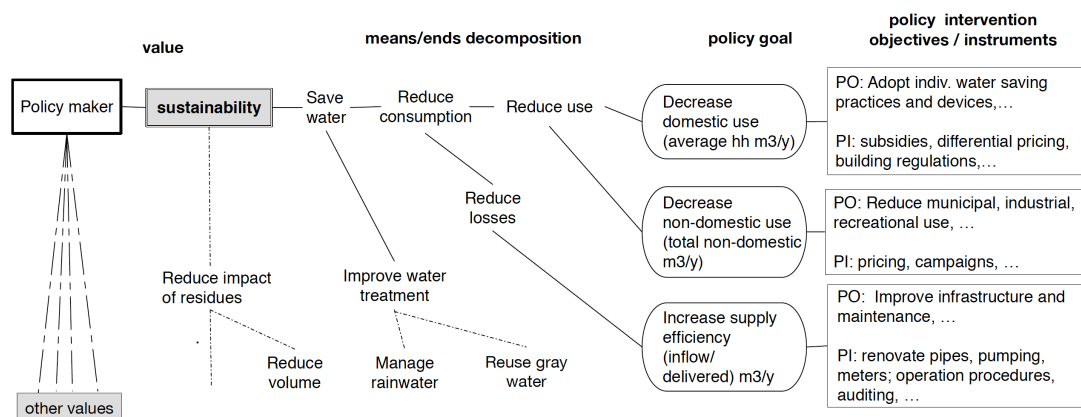 value
means/ends decomposition
policy goal
policy intervention
objectives / instruments
Policy maker
sustainability
Save
water
Reduce
consumption
Reduce use
Decrease
domestic use
(average hh m3/y)
PO: Adopt indiv. water saving
practices and devices,…
PI: subsidies, differential pricing,
building regulations,…
Reduce
losses
Decrease
non-domestic use
(total non-domestic
m3/y)
PO: Reduce municipal, industrial,
recreational use, …
PI: pricing, campaigns, …
Reduce impact
of residues
Improve water
treatment
Increase supply
efficiency
(inflow/
delivered) m3/y
PO:  Improve infrastructure and
maintenance, …
PI: renovate pipes, pumping,
meters; operation procedures,
auditing, …
Reduce
volume
Manage
rainwater
Reuse gray
water
other values